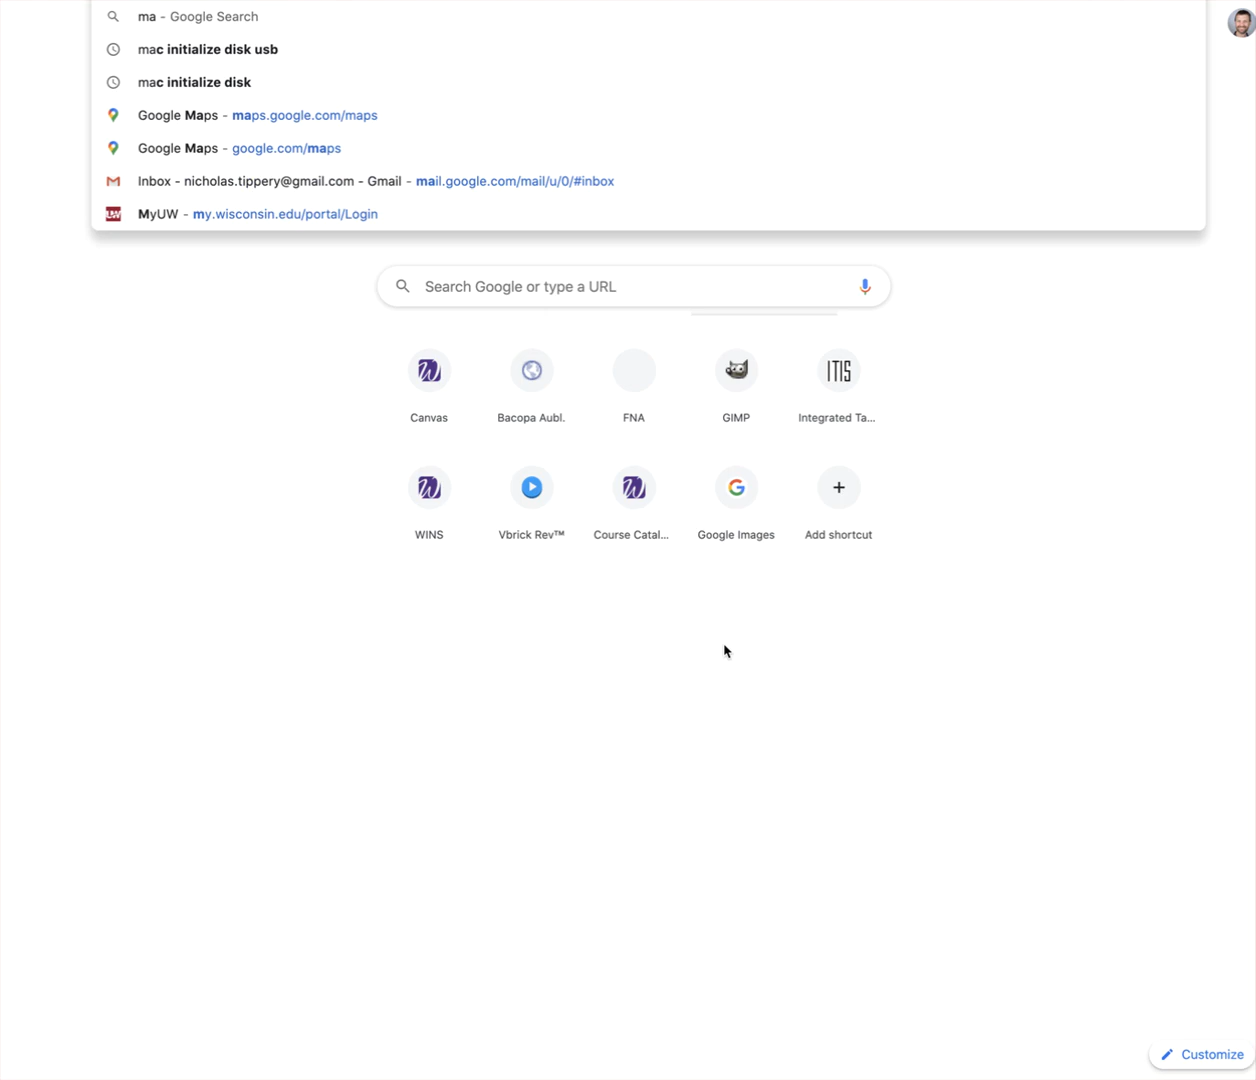 ma - Google Search
mac initialize disk usb
mac initialize disk
Google Maps - maps.google.com/maps
Google Maps - google.com/maps
Inbox - nicholas.tippery@gmail.com - Gmail - mail.google.com/mail/u/0/#inbox
UW MyUW - my.wisconsin.edu/portal/Login
Search Google or type a URL
W ITIS
Canvas Bacopa Aubl. FNA GIMP Integrated Ta...
W W G +
WINS Vbrick Rev™ Course Catal... Google Images Add shortcut
Customize